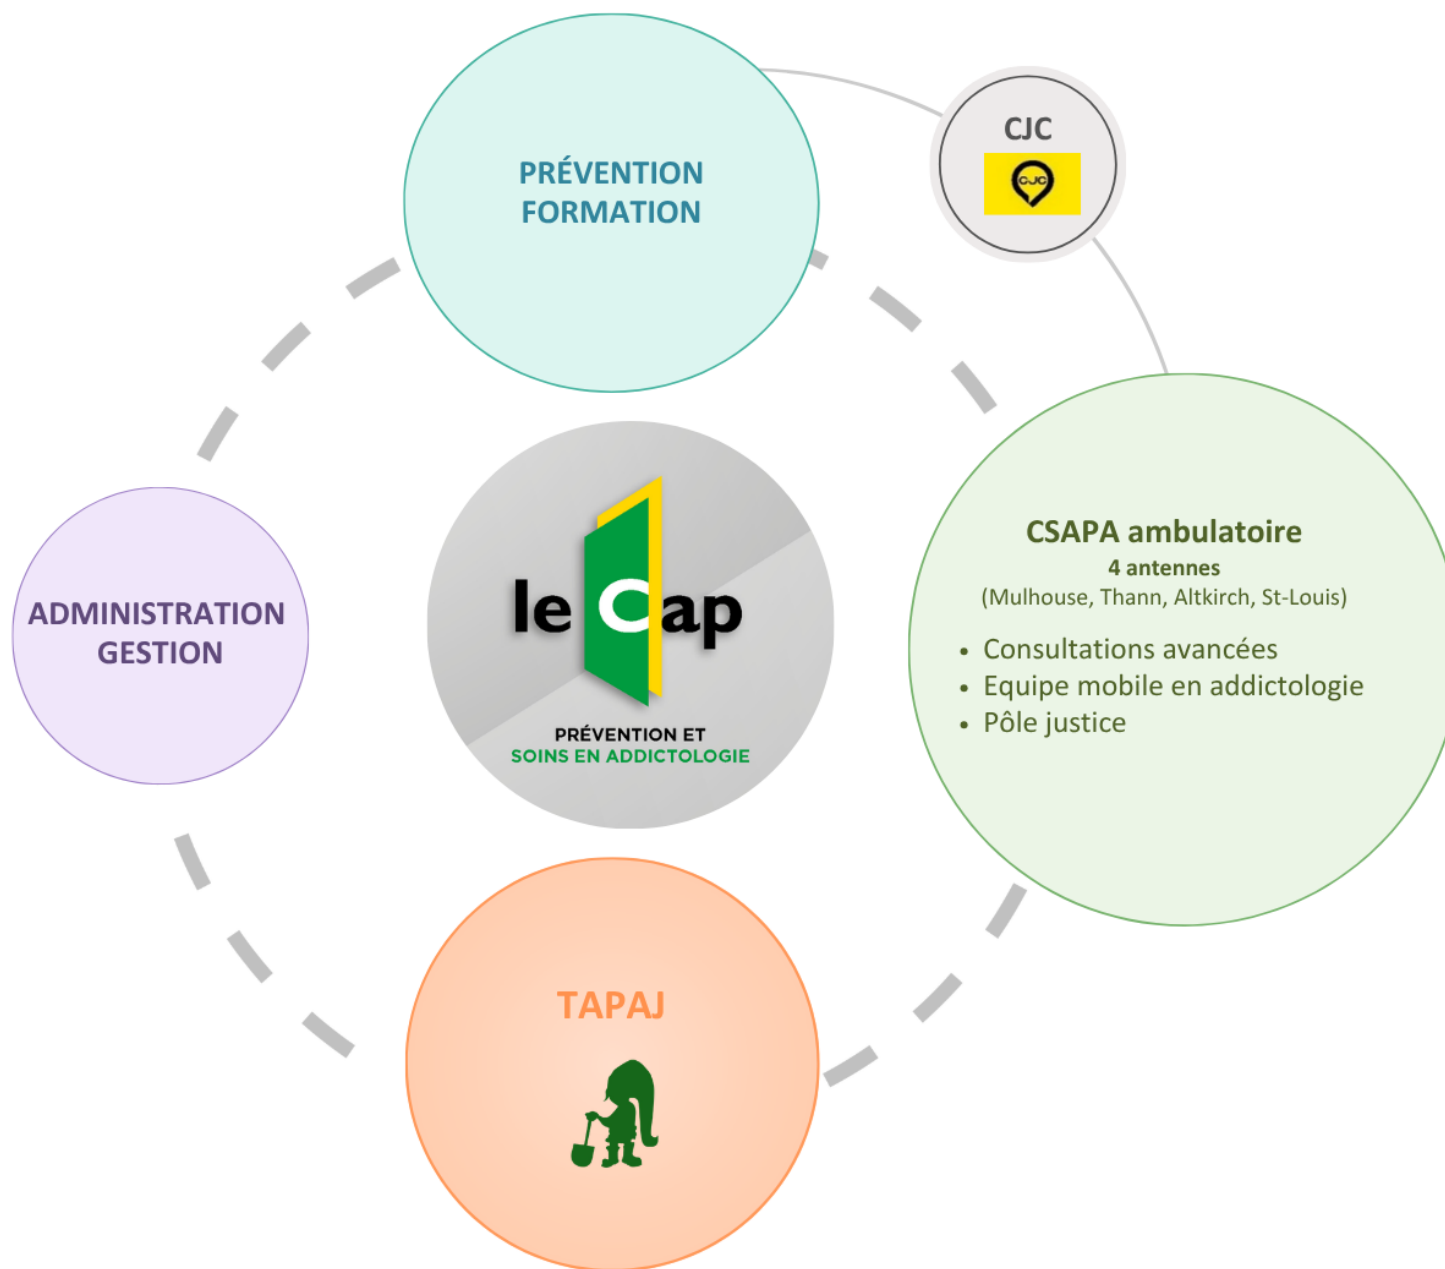 PRÉVENTION
FORMATION
CJC
CJC
CSAPA ambulatoire
4 antennes
(Mulhouse, Thann, Altkirch, St-Louis)
• Consultations avancées
• Equipe mobile en addictologie
• Pôle justice
ADMINISTRATION
GESTION
le Cap
PRÉVENTION ET
SOINS EN ADDICTOLOGIE
TAPAJ